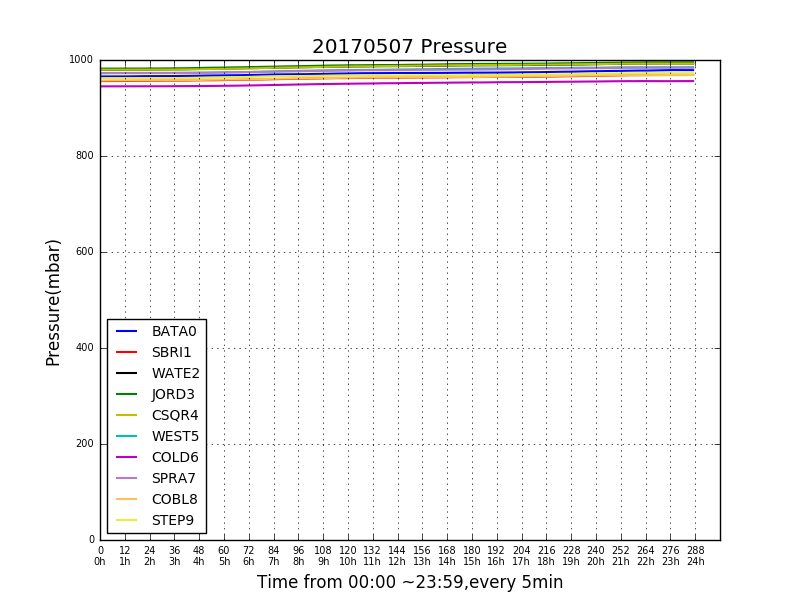 20170507 Pressure
1000
800
600
400
200
0
Pressure(mbar)
BATA0
SBRI1
WATE2
JORD3
CSQR4
WEST5
COLD6
SPRA7
COBL8
STEP9
0 12 24 36 48 60 72 84 96 108 120 132 144 156 168 180 192 204 216 228 240 252 264 276 288
0h 1h 2h 3h 4h 5h 6h 7h 8h 9h 10h 11h 12h 13h 14h 15h 16h 17h 18h 19h 20h 21h 22h 23h 24h
Time from 00:00 ~23:59,every 5min